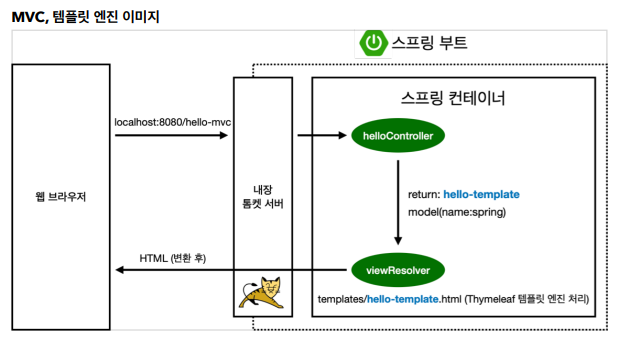 MVC, 템플릿 엔진 이미지
스프링 부트
스프링 컨테이너
localhost:8080/hello-mvc
helloController
웹 브라우저
내장
톰켓 서버
return: hello-template
model(name:spring)
HTML (변환 후)
viewResolver
templates/hello-template.html (Thymeleaf 템플릿 엔진 처리)